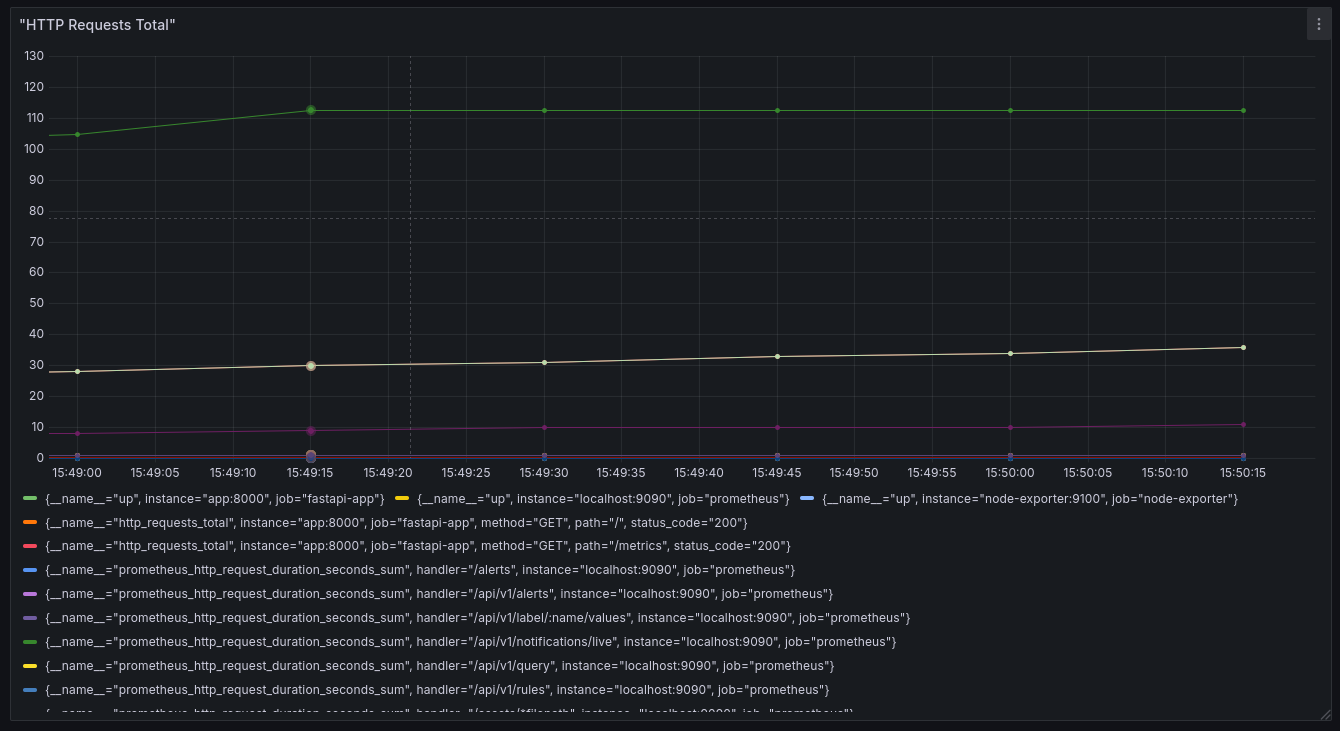 "HTTP Requests Total"
130
120
110
100
90
80
70
60
50
40
30
20
10
0
15:49:00 15:49:05 15:49:10 15:49:15 15:49:20 15:49:25 15:49:30 15:49:35 15:49:40 15:49:45 15:49:50 15:49:55 15:50:00 15:50:05 15:50:10 15:50:15
{__name__="up", instance="app:8000", job="fastapi-app"} {__name__="up", instance="localhost:9090", job="prometheus"} {__name__="up", instance="node-exporter:9100", job="node-exporter"}
{__name__="http_requests_total", instance="app:8000", job="fastapi-app", method="GET", path="/", status_code="200"}
{__name__="http_requests_total", instance="app:8000", job="fastapi-app", method="GET", path="/metrics", status_code="200"}
{__name__="prometheus_http_request_duration_seconds_sum", handler="/alerts", instance="localhost:9090", job="prometheus"}
{__name__="prometheus_http_request_duration_seconds_sum", handler="/api/v1/alerts", instance="localhost:9090", job="prometheus"}
{__name__="prometheus_http_request_duration_seconds_sum", handler="/api/v1/label/:name/values", instance="localhost:9090", job="prometheus"}
{__name__="prometheus_http_request_duration_seconds_sum", handler="/api/v1/notifications/live", instance="localhost:9090", job="prometheus"}
{__name__="prometheus_http_request_duration_seconds_sum", handler="/api/v1/query", instance="localhost:9090", job="prometheus"}
{__name__="prometheus_http_request_duration_seconds_sum", handler="/api/v1/rules", instance="localhost:9090", job="prometheus"}